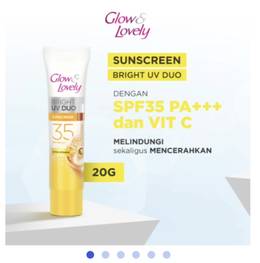 Glow & Lovely
SUNSCREEN
BRIGHT UV DUO
DENGAN
SPF35 PA+++
dan VIT C
MELINDUNGI
sekaligus MENCERAHKAN
20G
Glow & Lovely
BRIGHT
UV DUO
SUNSCREEN
35